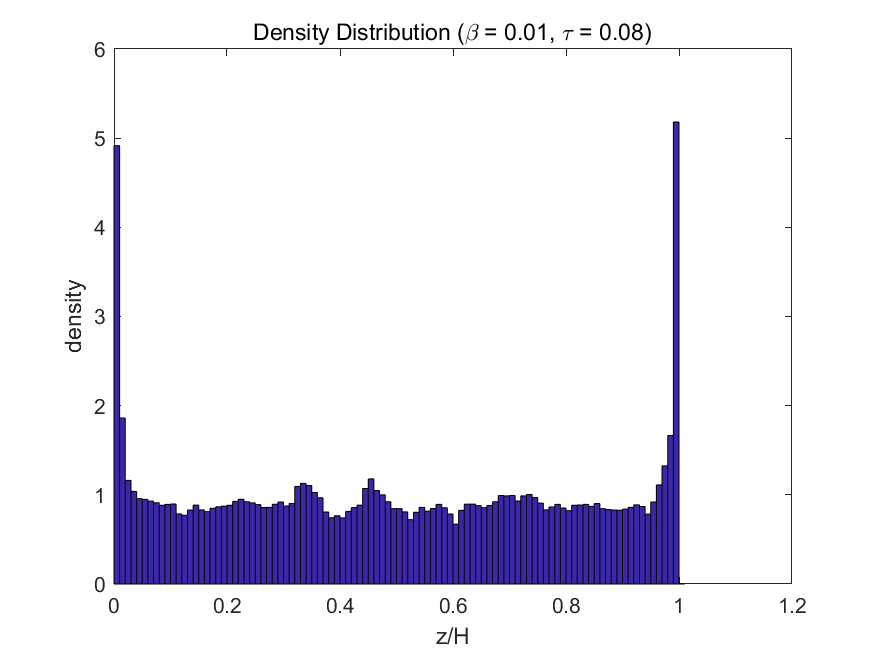 Density Distribution (β = 0.01, τ = 0.08)
6
5
4
3
2
1
0
density
0 0.2 0.4 0.6 0.8 1 1.2
z/H